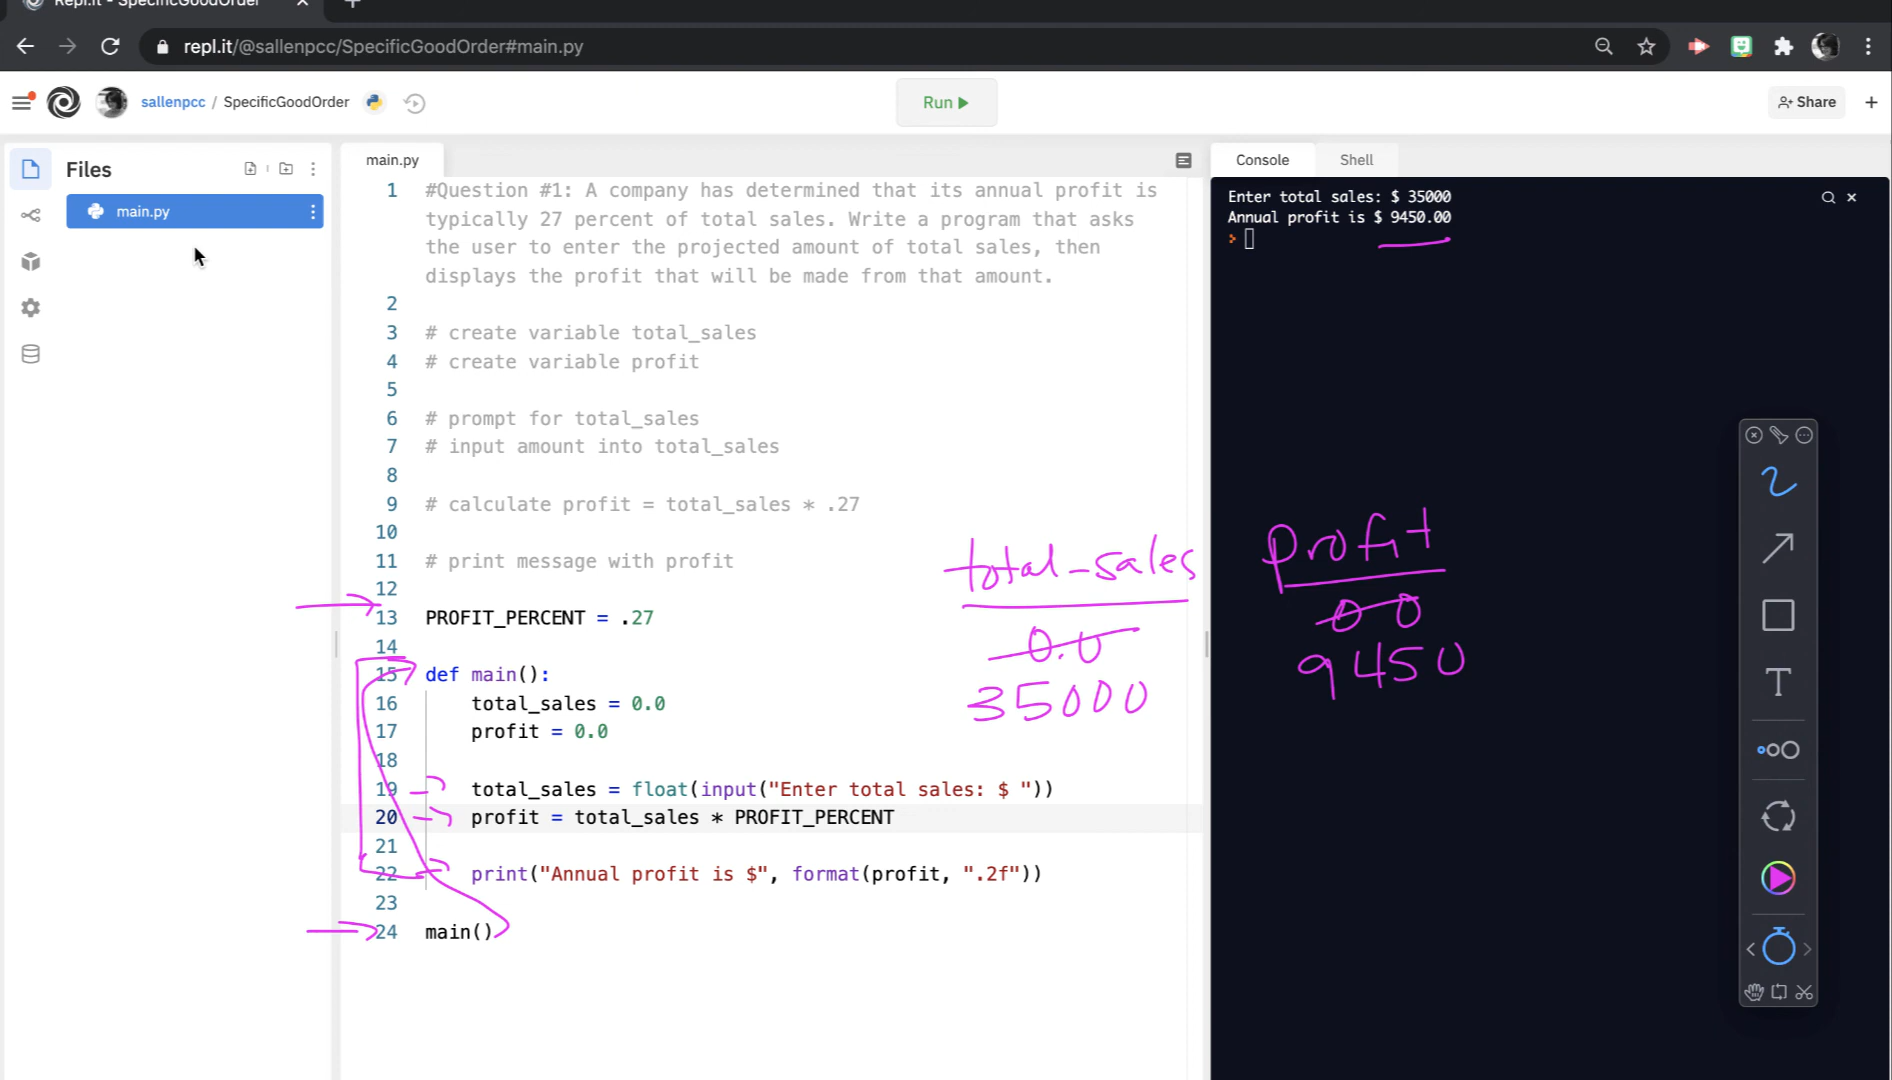 Repl.it - SpecificGoodOrder
repl.it/@sallenpcc/SpecificGoodOrder#main.py
sallenpcc / SpecificGoodOrder
Run
Share
Files
main.py
main.py
Console
Shell
1 #Question #1: A company has determined that its annual profit is
typically 27 percent of total sales. Write a program that asks
the user to enter the projected amount of total sales, then
displays the profit that will be made from that amount.
2
3 # create variable total_sales
4 # create variable profit
5
6 # prompt for total_sales
7 # input amount into total_sales
8
9 # calculate profit = total_sales * .27
10
11 # print message with profit
12
13 PROFIT_PERCENT = .27
14
15 def main():
16 total_sales = 0.0
17 profit = 0.0
18
19 total_sales = float(input("Enter total sales: $ "))
20 profit = total_sales * PROFIT_PERCENT
21
22 print("Annual profit is $", format(profit, ".2f"))
23
24 main()
total_sales
0.0
35000
Enter total sales: $ 35000
Annual profit is $ 9450.00
profit
0 0
9450
T